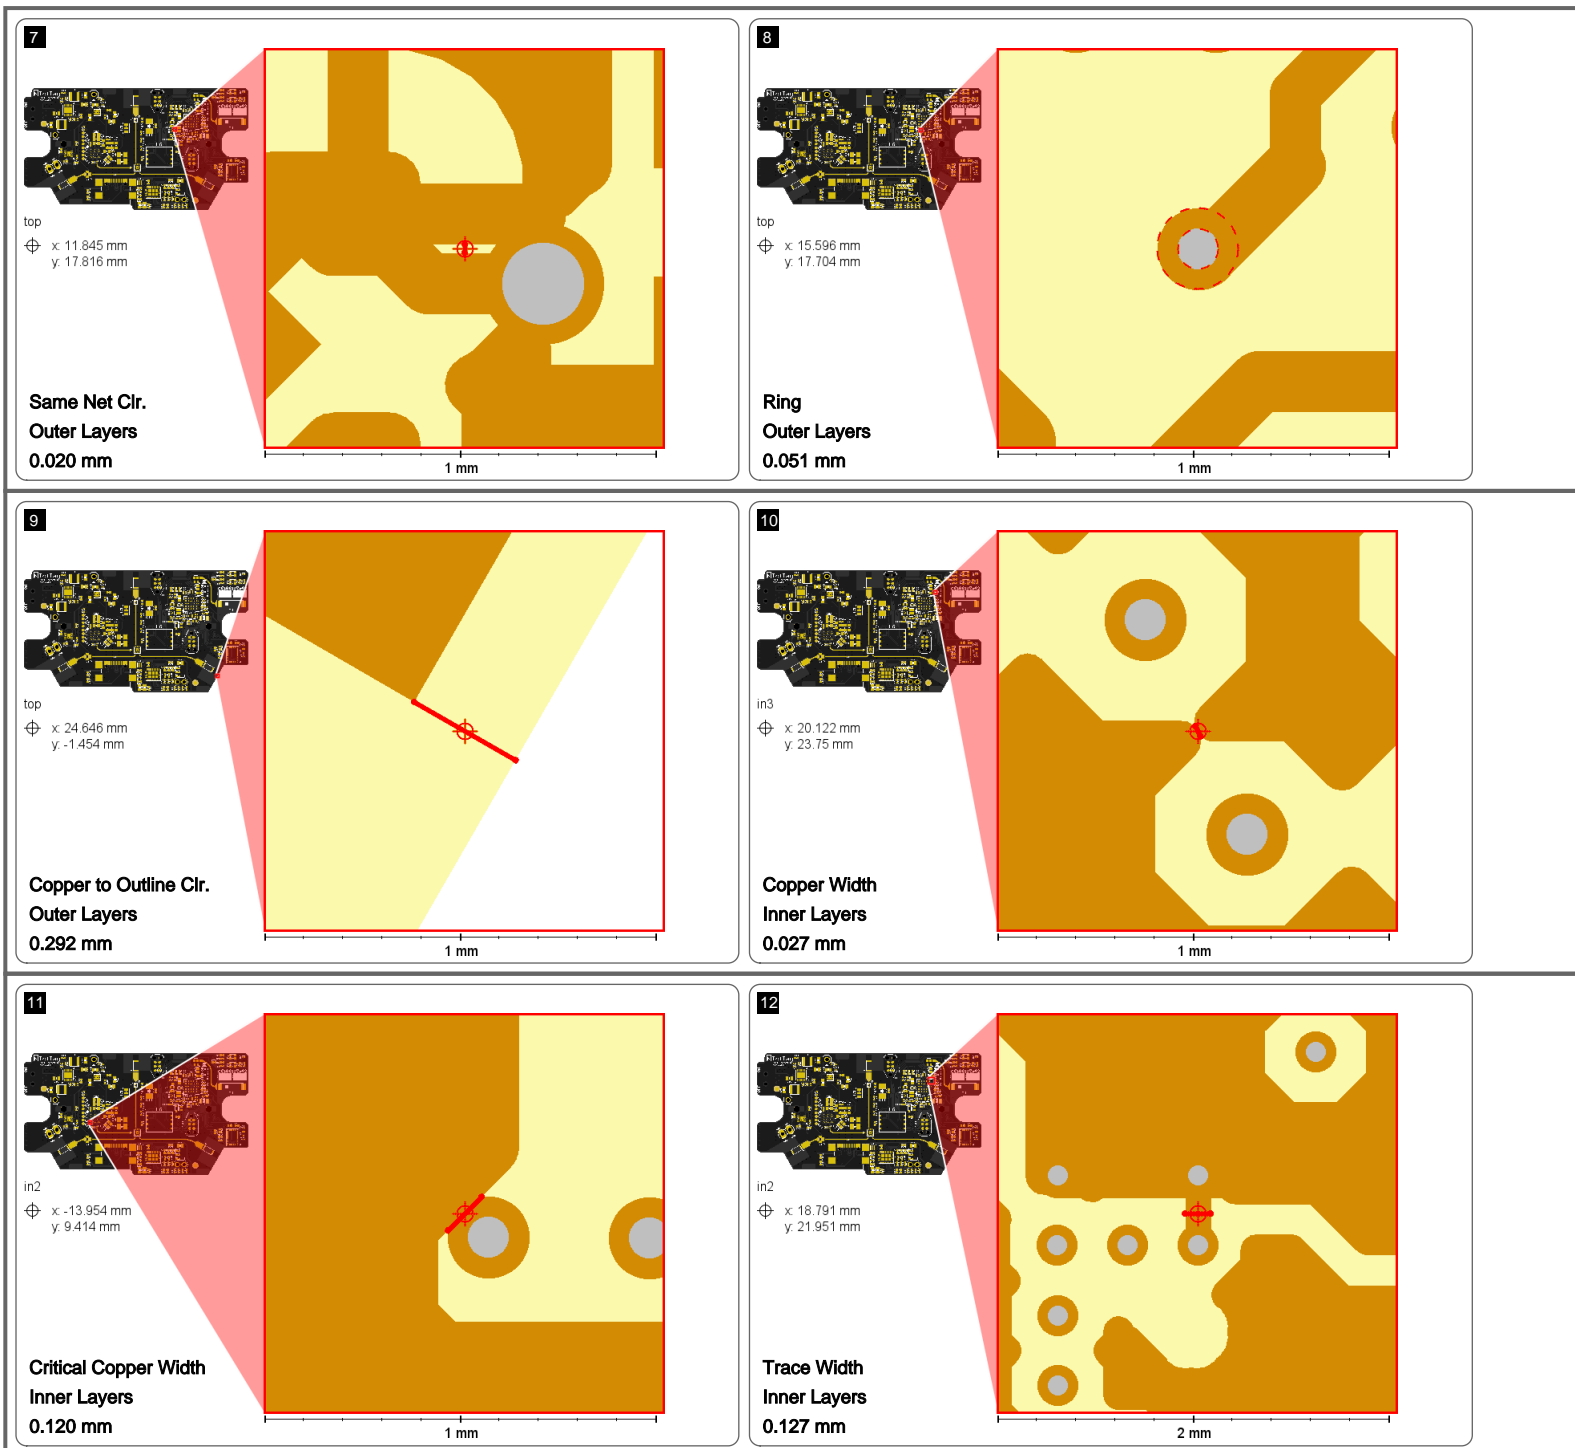 7
top
x: 11.845 mm
y: 17.816 mm
Same Net Clr.
Outer Layers
0.020 mm
1 mm
8
top
x: 15.596 mm
y: 17.704 mm
Ring
Outer Layers
0.051 mm
1 mm
9
top
x: 24.646 mm
y: -1.454 mm
Copper to Outline Clr.
Outer Layers
0.292 mm
1 mm
10
in3
x: 20.122 mm
y: 23.75 mm
Copper Width
Inner Layers
0.027 mm
1 mm
11
in2
x: -13.954 mm
y: 9.414 mm
Critical Copper Width
Inner Layers
0.120 mm
1 mm
12
in2
x: 18.791 mm
y: 21.951 mm
Trace Width
Inner Layers
0.127 mm
2 mm